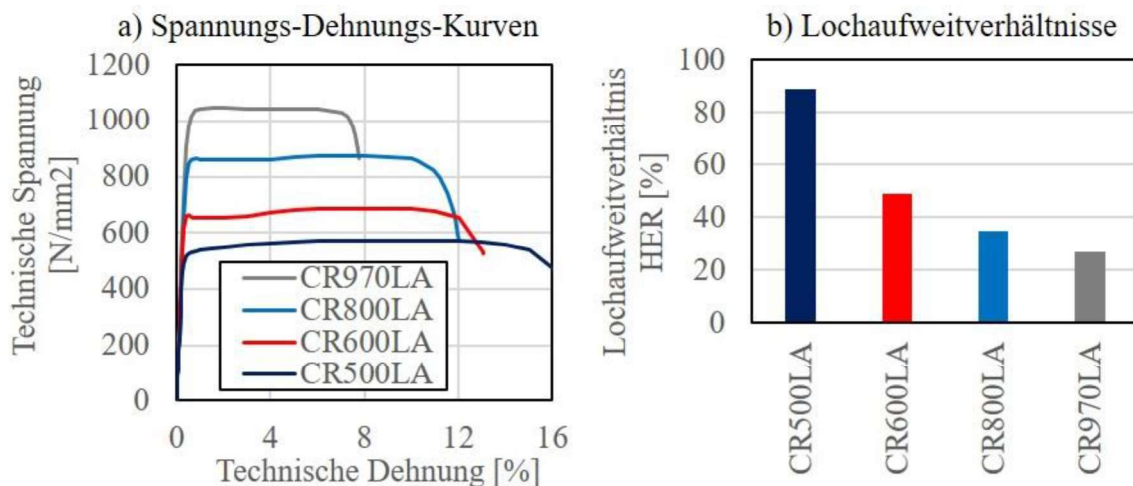 a) Spannungs-Dehnungs-Kurven
Technische Spannung
[N/mm2]
1200
1000
800
600
400
200
0
CR970LA
CR800LA
CR600LA
CR500LA
0 4 8 12 16
Technische Dehnung [%]
b) Lochaufweitverhältnisse
Lochaufweitverhältnis
HER [%]
100
80
60
40
20
0
CR500LA
CR600LA
CR800LA
CR970LA